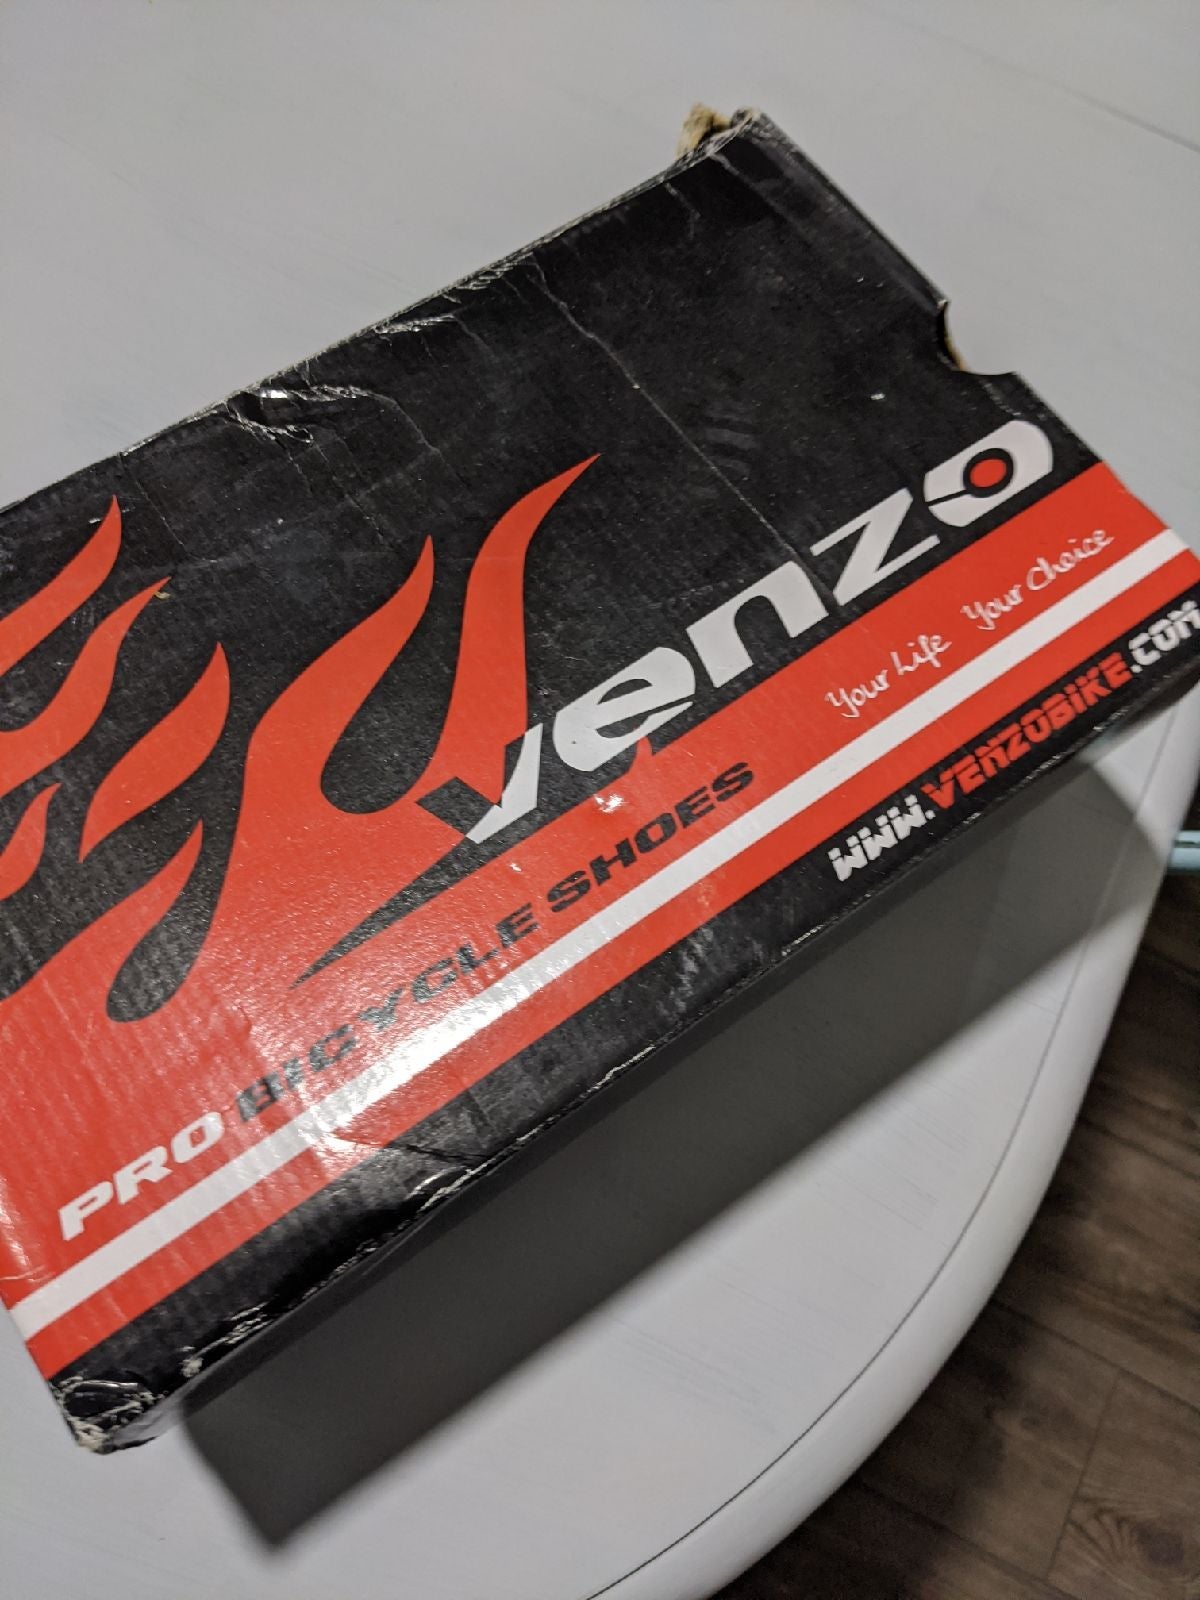 venzo
Your Life Your Choice
PRO BICYCLE SHOES
WWW.VENZOBIKE.COM